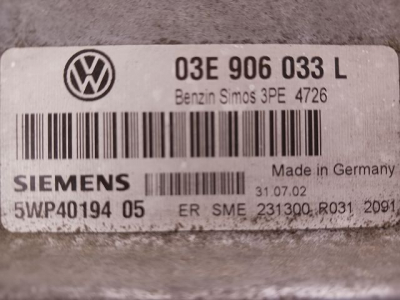 03E 906 033 L
Benzin Simos 3PE 4726
Made in Germany
SIEMENS
31.07.02
5WP40194 05 ER SME 231300 R031 2091